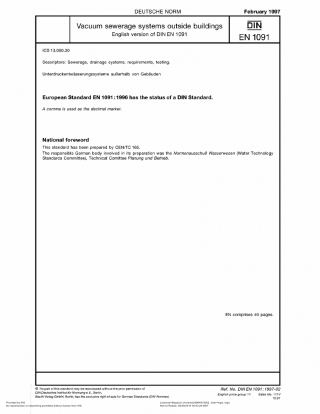 DEUTSCHE NORM
February 1997
Vacuum sewerage systems outside buildings
English version of DIN EN 1091
DIN
EN 1091
ICS 13.060.30
Descriptors: Sewerage, drainage systems, requirements, testing.
Unterdruckentwässerungssysteme außerhalb von Gebäuden
European Standard EN 1091:1996 has the status of a DIN Standard.
A comma is used as the decimal marker.
National foreword
This standard has been prepared by CEN/TC 165.
The responsible German body involved in its preparation was the Normenausschuß Wasserwesen (Water Technology
Standards Committee), Technical Comittee Planung und Betrieb.
EN comprises 40 pages.
© No part of this standard may be reproduced without the prior permission of
DIN Deutsches Institut für Normung e.V., Berlin.
Beuth Verlag GmbH, Berlin, has the exclusive right of sale for German Standards (DIN-Normen).
Ref. No. DIN EN 1091:1997-02
English price group
Sales No.